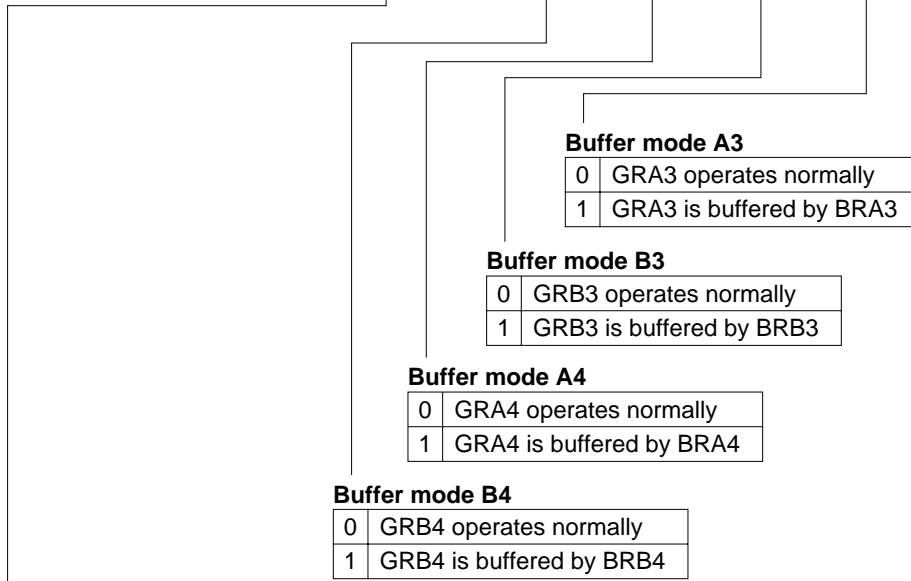 Buffer mode A3
0 GRA3 operates normally
1 GRA3 is buffered by BRA3
Buffer mode B3
0 GRB3 operates normally
1 GRB3 is buffered by BRB3
Buffer mode A4
0 GRA4 operates normally
1 GRA4 is buffered by BRA4
Buffer mode B4
0 GRB4 operates normally
1 GRB4 is buffered by BRB4